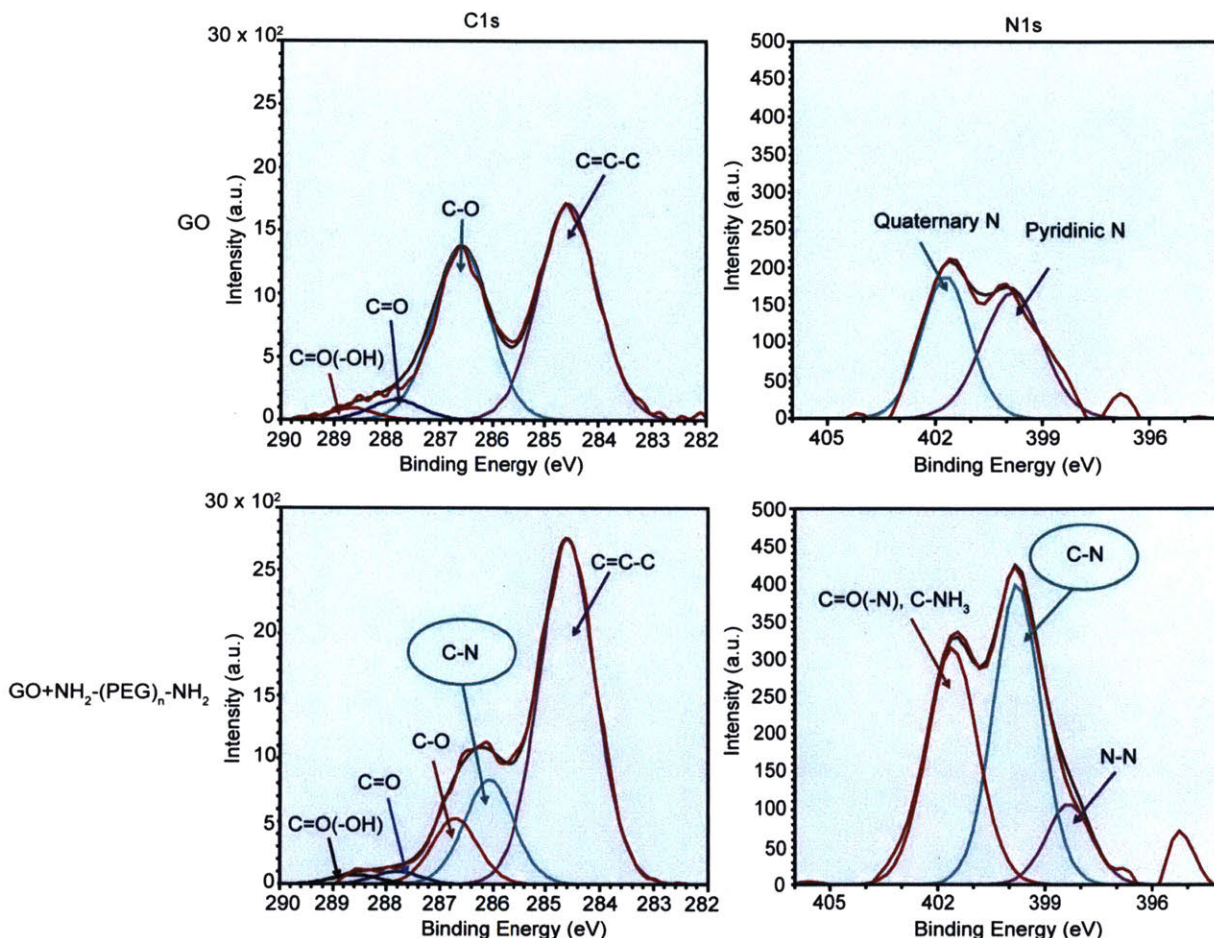 C1s
N1s
30 x 10²
25
20
15
10
5
0
Intensity (a.u.)
GO
C=O(-OH)
C=O
C-O
C=C-C
290 289 288 287 286 285 284 283 282
Binding Energy (eV)
500
450
400
350
300
250
200
150
100
50
0
Intensity (a.u.)
Quaternary N
Pyridinic N
405 402 399 396
Binding Energy (eV)
30 x 10²
25
20
10
5
0
Intensity (a.u.)
GO+NH₂-(PEG)ₙ-NH₂
C=O(-OH)
C=O
C-O
C-N
C=C-C
290 289 288 287 286 285 284 283 282
Binding Energy (eV)
500
450
400
350
300
250
200
150
100
50
0
Intensity (a.u.)
C=O(-N), C-NH₃
C-N
N-N
405 402 399 396
Binding Energy (eV)